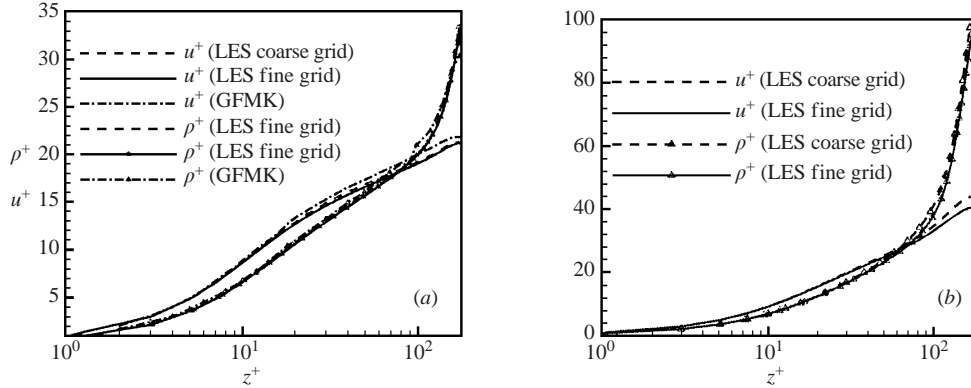 35
30
25
20
15
10
5
ρ+
u+
u+ (LES coarse grid)
u+ (LES fine grid)
u+ (GFMK)
ρ+ (LES fine grid)
ρ+ (LES fine grid)
ρ+ (GFMK)
(a)
10⁰
10¹
10²
z+
100
80
60
40
20
0
u+ (LES coarse grid)
u+ (LES fine grid)
ρ+ (LES coarse grid)
ρ+ (LES fine grid)
(b)
10⁰
10¹
10²
z+